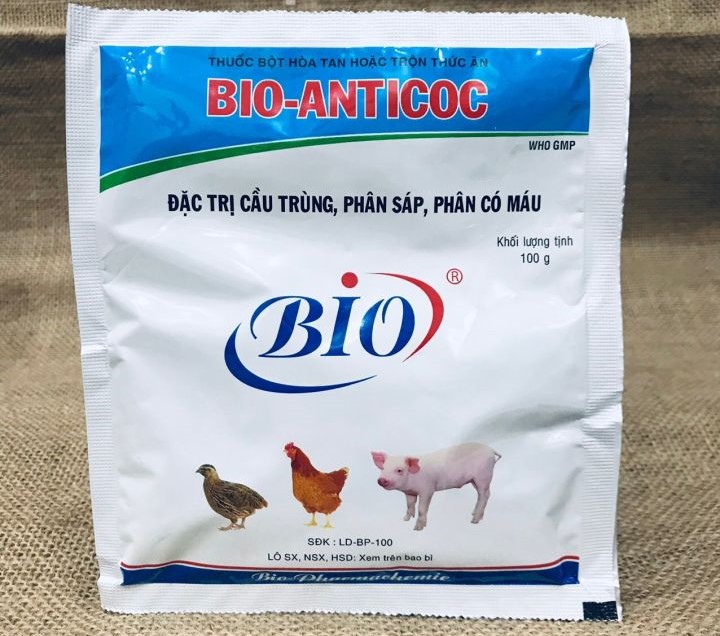 THUỐC BỘT HÒA TAN HOẶC TRỘN THỨC ĂN
BIO-ANTICOC
WHO GMP
ĐẶC TRỊ CẦU TRÙNG, PHÂN SÁP, PHÂN CÓ MÁU
Khối lượng tịnh
100 g
BIO ®
SĐK : LD-BP-100
LÔ SX, NSX, HSD: Xem trên bao bì
Bio-Pharmachemie